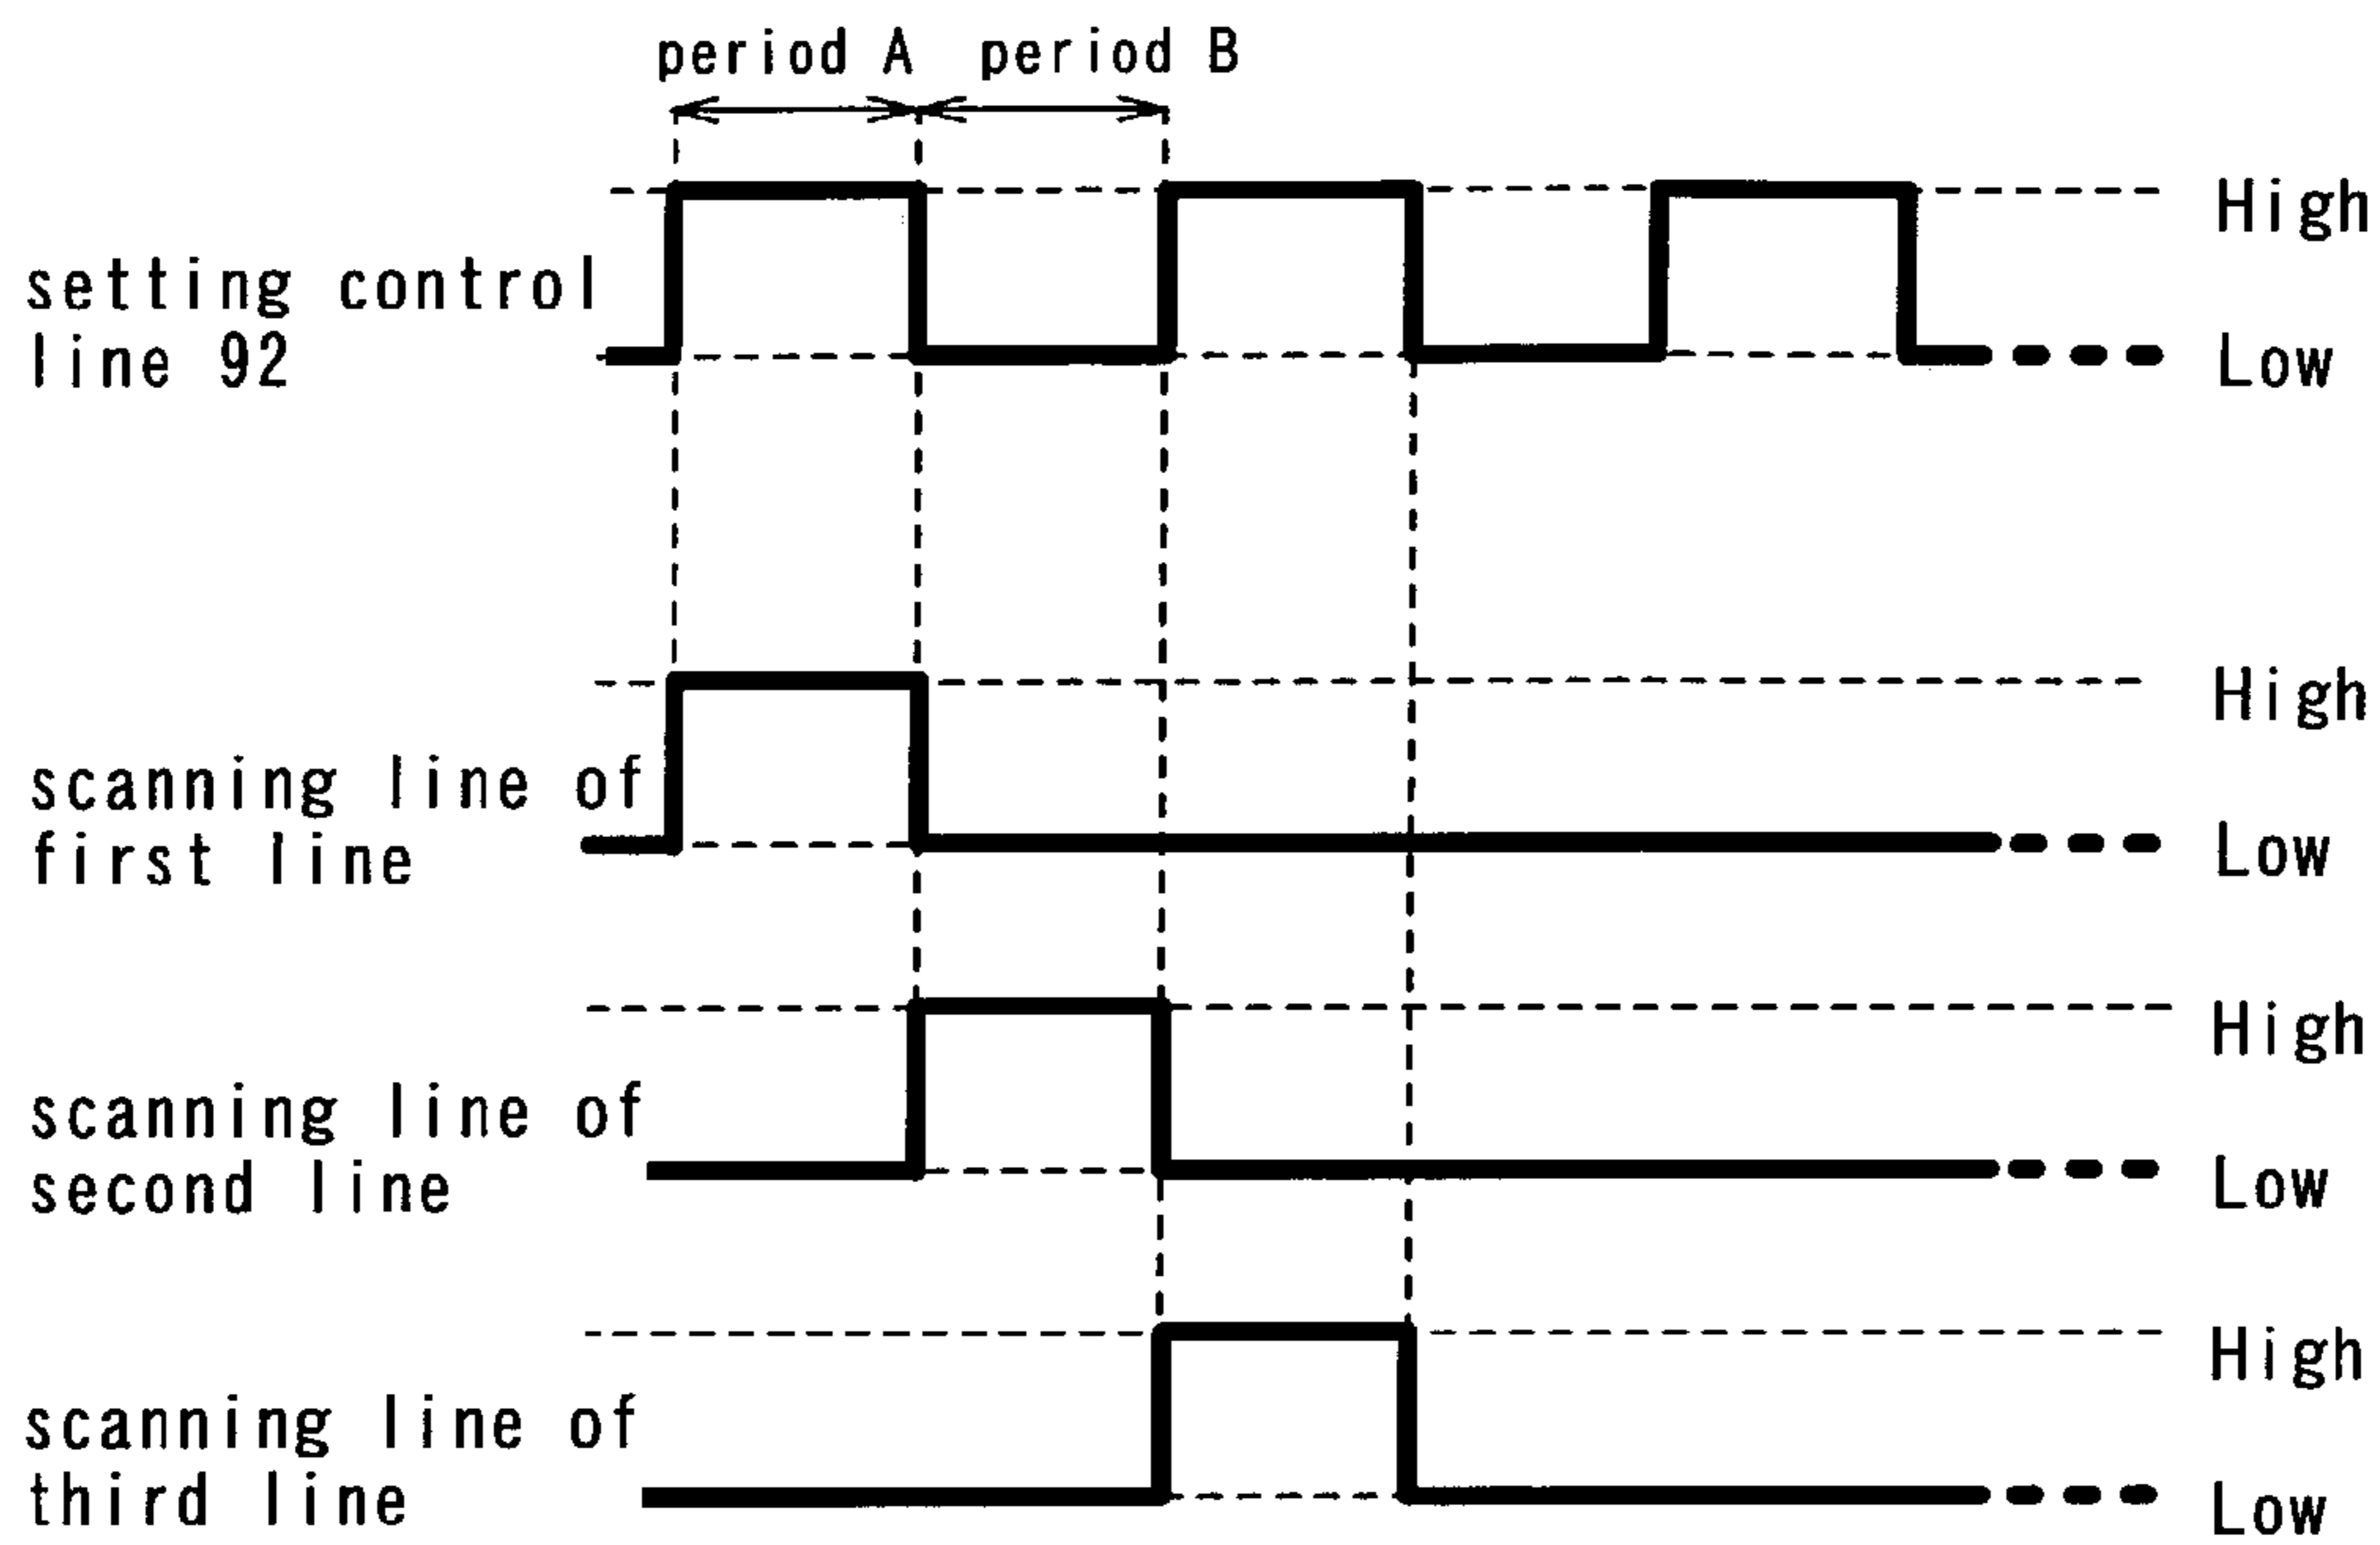 period A period B
High
setting control
line 92
Low
High
scanning line of
first line
Low
High
scanning line of
second line
Low
High
scanning line of
third line
Low